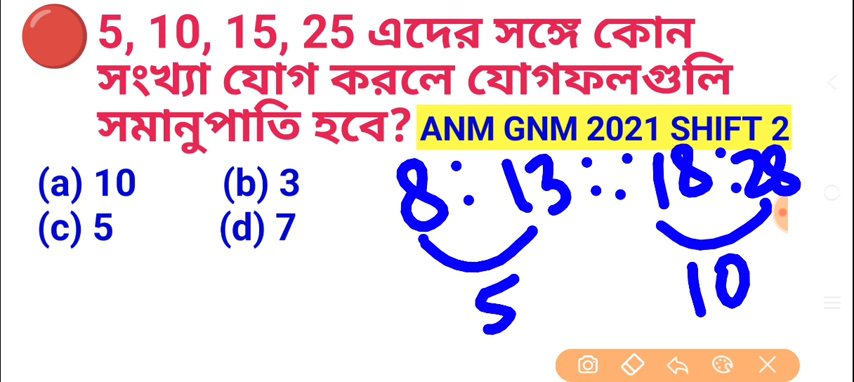 5, 10, 15, 25 এদের সঙ্গে কোন
সংখ্যা যোগ করলে যোগফলগুলি
সমানুপাতি হবে? ANM GNM 2021 SHIFT 2
(a) 10 (b) 3
(c) 5 (d) 7
8 : 13 :: 18 : 28
5 10